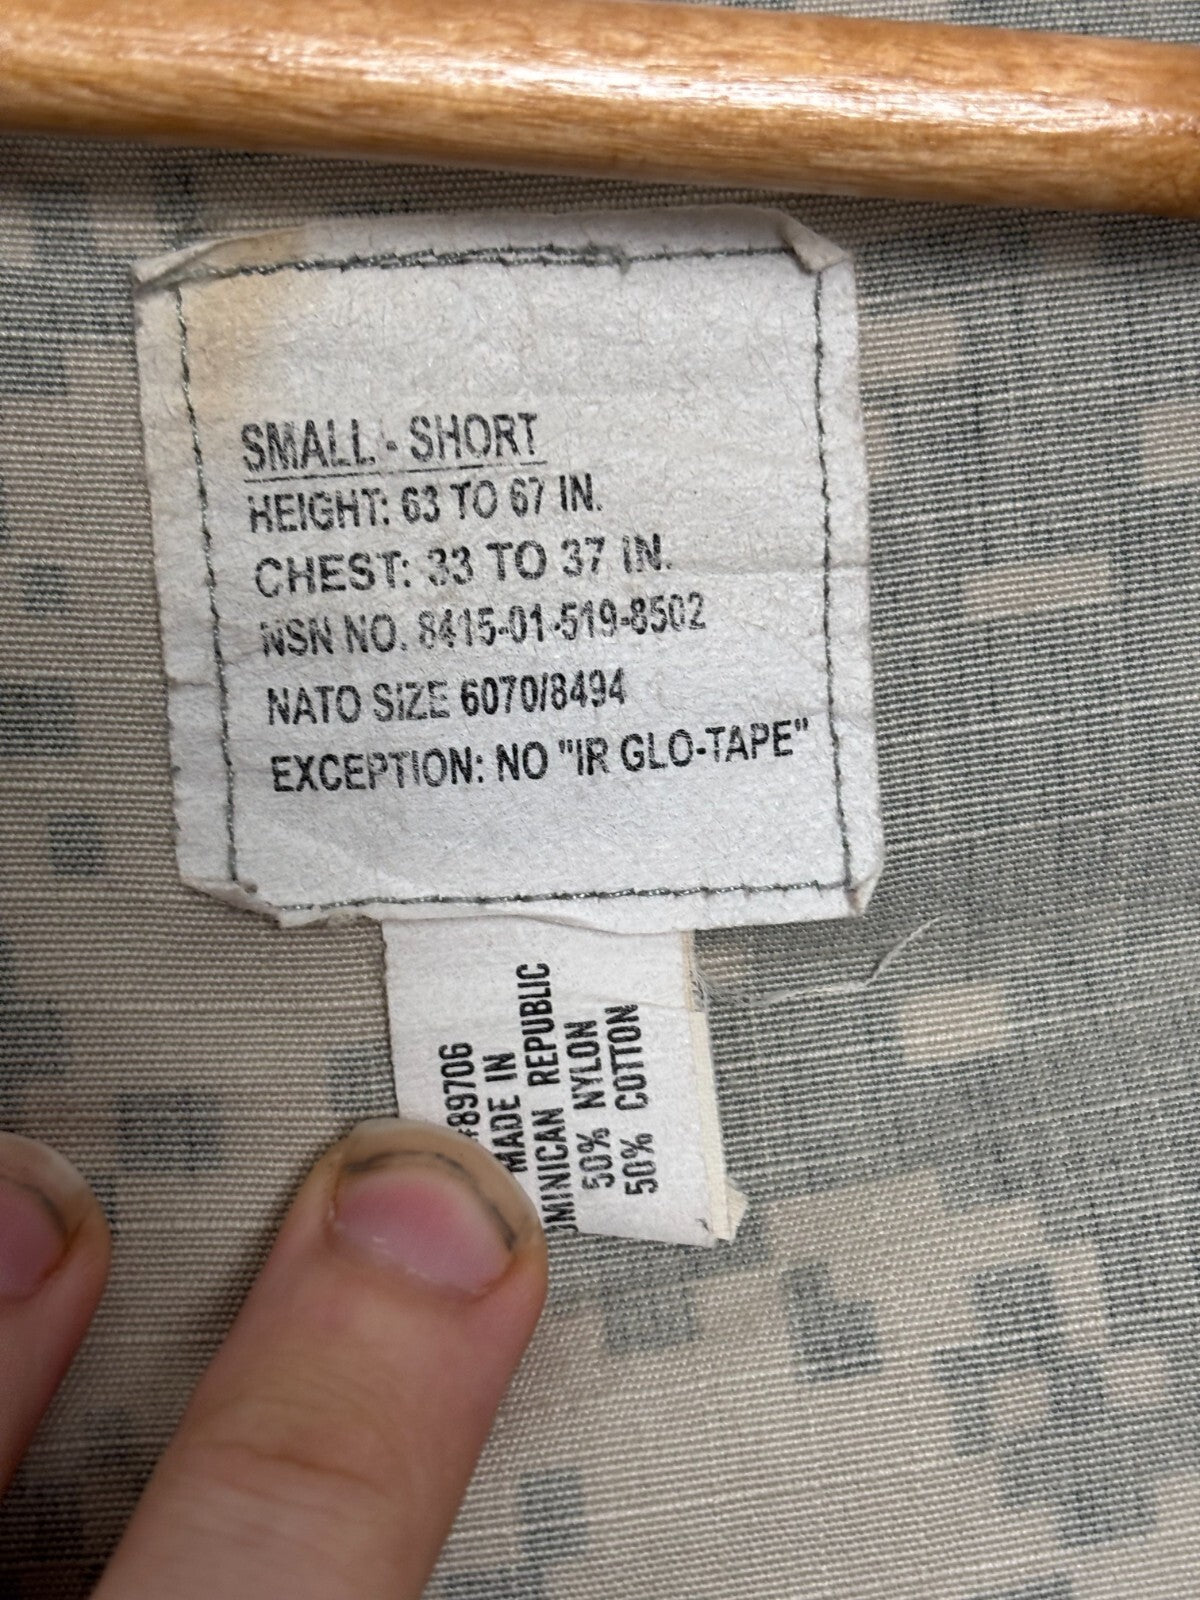 SMALL - SHORT
HEIGHT: 63 TO 67 IN.
CHEST: 33 TO 37 IN.
NSN NO. 8415-01-519-8502
NATO SIZE 6070/8494
EXCEPTION: NO "IR GLO-TAPE"
#89706
MADE IN
OMINICAN REPUBLIC
50% NYLON
50% COTTON